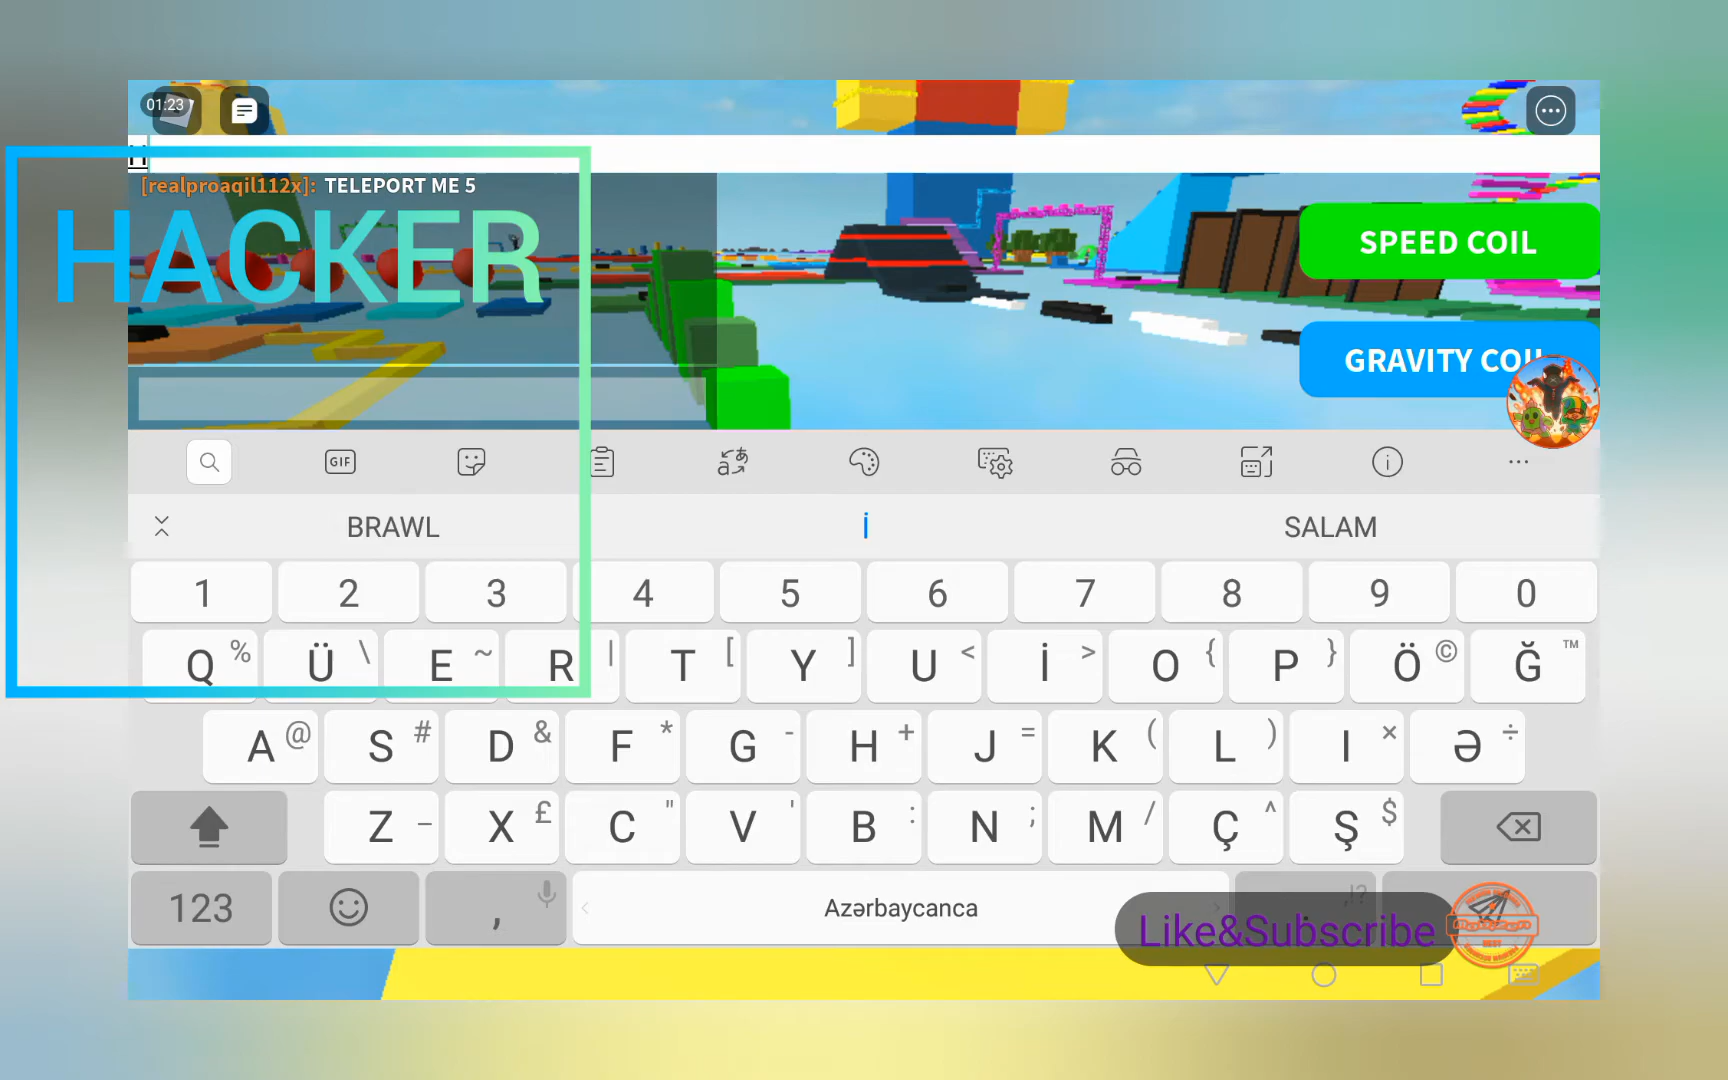 01:23
H
[realproaqil112x]: TELEPORT ME 5
HACKER
SPEED COIL
GRAVITY COIL
GIF
BRAWL
İ
SALAM
1 2 3 4 5 6 7 8 9 0
Q % Ü \ E ~ R | T [ Y ] U < İ > O { P } Ö © Ğ ™
A @ S # D & F * G - H + J = K ( L ) I × Ə ÷
Z _ X £ C " V ' B : N ; M / Ç ^ Ş $
123 , Azərbaycanca . !?
Like&Subscribe